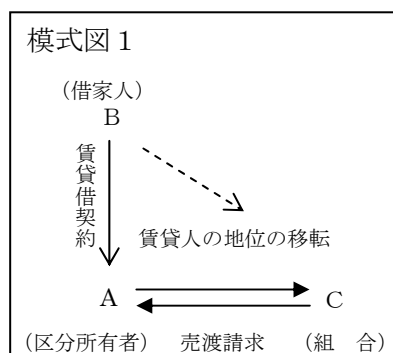 模式図1
(借家人)
B
賃貸借契約
賃貸人の地位の移転
A C
(区分所有者) 売渡請求 (組 合)